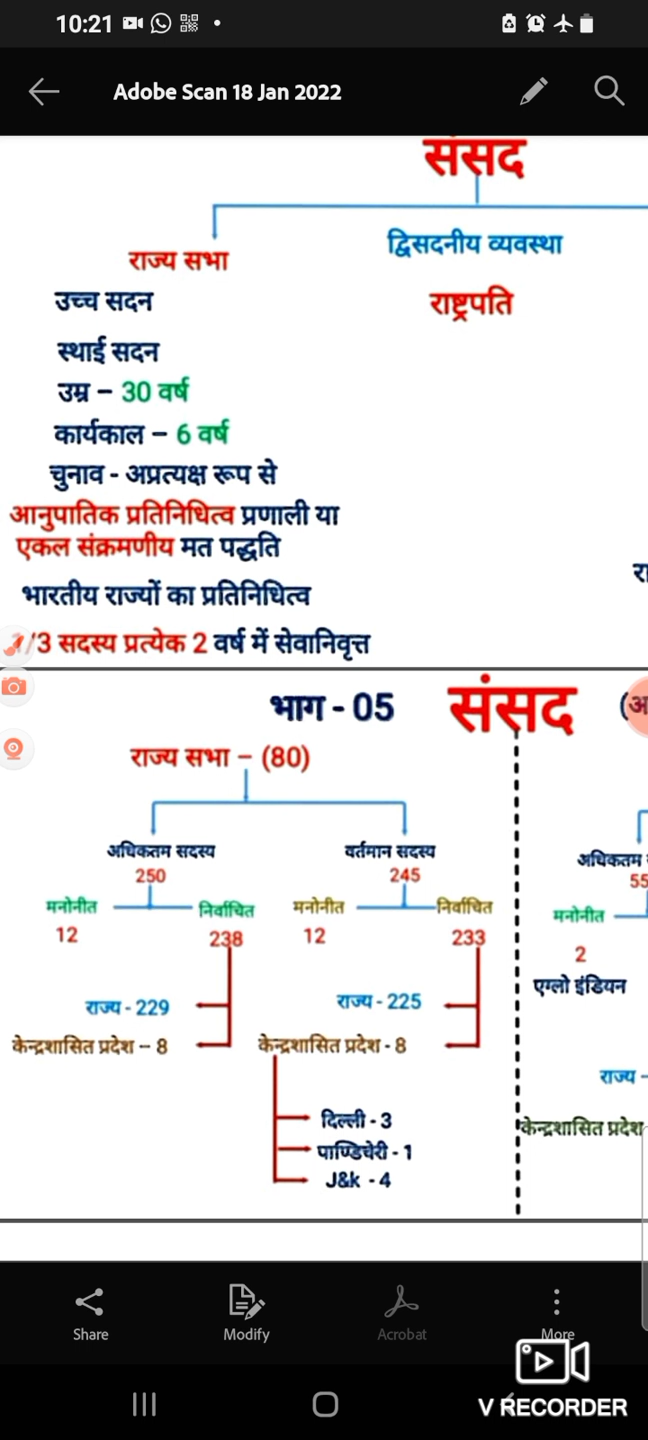 10:21
Adobe Scan 18 Jan 2022
संसद
द्विसदनीय व्यवस्था
राज्य सभा
राष्ट्रपति
उच्च सदन
स्थाई सदन
उम्र – 30 वर्ष
कार्यकाल – 6 वर्ष
चुनाव - अप्रत्यक्ष रूप से
आनुपातिक प्रतिनिधित्व प्रणाली या
एकल संक्रमणीय मत पद्धति
भारतीय राज्यों का प्रतिनिधित्व
1/3 सदस्य प्रत्येक 2 वर्ष में सेवानिवृत्त
भाग - 05 संसद
राज्य सभा – (80)
अधिकतम सदस्य वर्तमान सदस्य अधिकतम
250 245 55
मनोनीत निर्वाचित मनोनीत निर्वाचित मनोनीत
12 238 12 233 2
एग्लो इंडियन
राज्य - 229 राज्य - 225
केन्द्रशासित प्रदेश – 8 केन्द्रशासित प्रदेश - 8
राज्य -
दिल्ली - 3 केन्द्रशासित प्रदेश
पाण्डिचेरी - 1
J&k - 4
Share Modify Acrobat More
V RECORDER